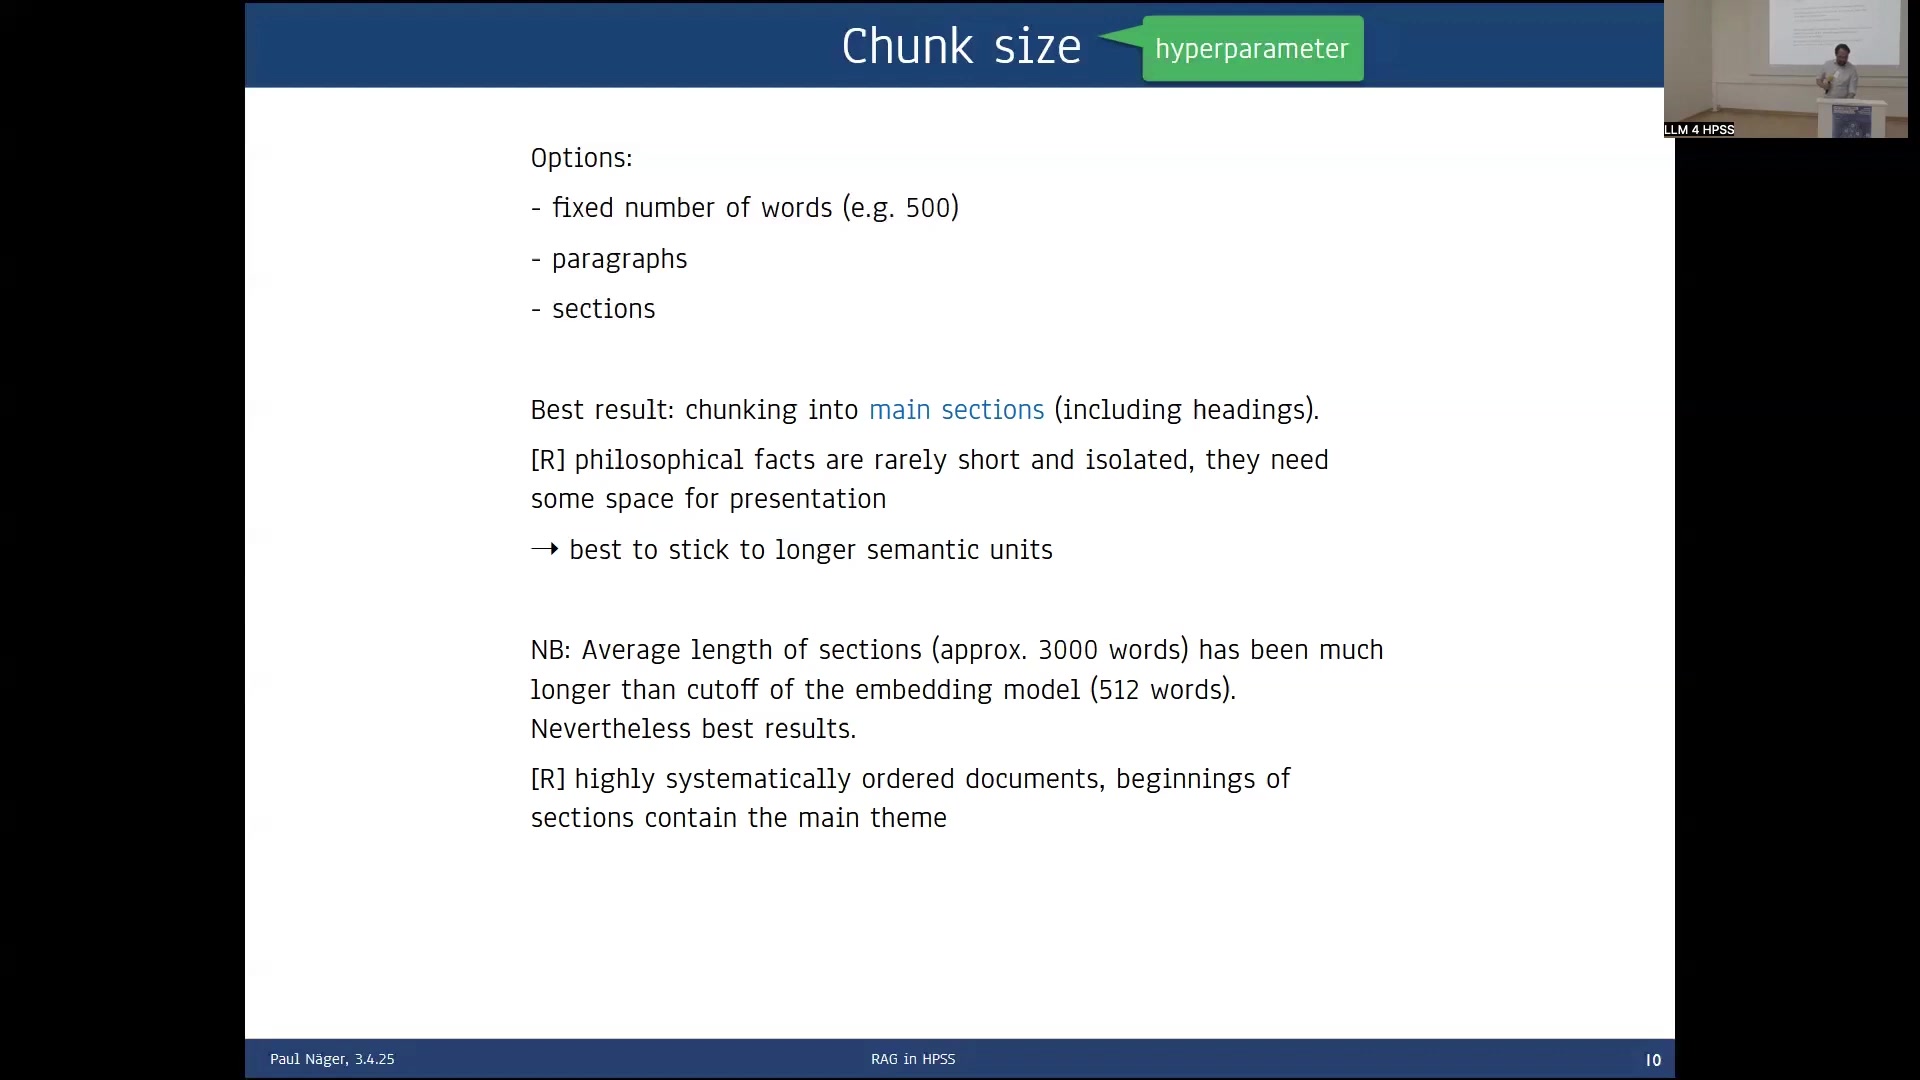 Chunk size
hyperparameter
LLM 4 HPSS
Options:
- fixed number of words (e.g. 500)
- paragraphs
- sections
Best result: chunking into main sections (including headings).
[R] philosophical facts are rarely short and isolated, they need
some space for presentation
→ best to stick to longer semantic units
NB: Average length of sections (approx. 3000 words) has been much
longer than cutoff of the embedding model (512 words).
Nevertheless best results.
[R] highly systematically ordered documents, beginnings of
sections contain the main theme
Paul Näger, 3.4.25
RAG in HPSS
10